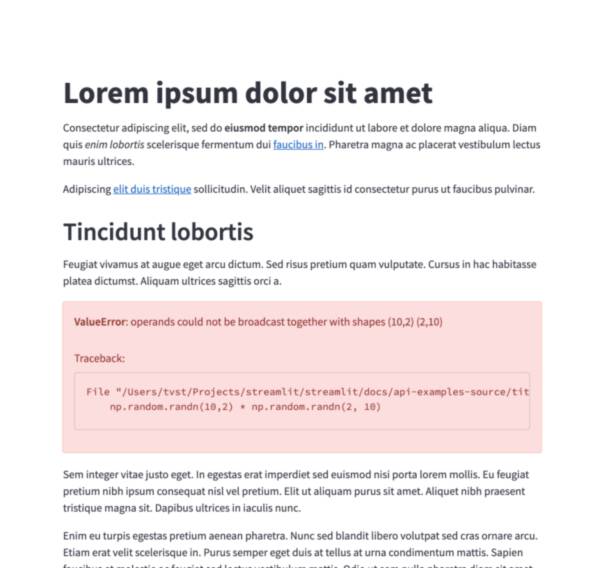 Lorem ipsum dolor sit amet
Consectetur adipiscing elit, sed do eiusmod tempor incididunt ut labore et dolore magna aliqua. Diam
quis enim lobortis scelerisque fermentum dui faucibus in. Pharetra magna ac placerat vestibulum lectus
mauris ultrices.
Adipiscing elit duis tristique sollicitudin. Velit aliquet sagittis id consectetur purus ut faucibus pulvinar.
Tincidunt lobortis
Feugiat vivamus at augue eget arcu dictum. Sed risus pretium quam vulputate. Cursus in hac habitasse
platea dictumst. Aliquam ultrices sagittis orci a.
ValueError: operands could not be broadcast together with shapes (10,2) (2,10)
Traceback:
File "/Users/tvst/Projects/streamlit/streamlit/docs/api-examples-source/tit
np.random.randn(10,2) * np.random.randn(2, 10)
Sem integer vitae justo eget. In egestas erat imperdiet sed euismod nisi porta lorem mollis. Eu feugiat
pretium nibh ipsum consequat nisl vel pretium. Elit ut aliquam purus sit amet. Aliquet nibh praesent
tristique magna sit. Dapibus ultrices in iaculis nunc.
Enim eu turpis egestas pretium aenean pharetra. Nunc sed blandit libero volutpat sed cras ornare arcu.
Etiam erat velit scelerisque in. Purus semper eget duis at tellus at urna condimentum mattis. Sapien